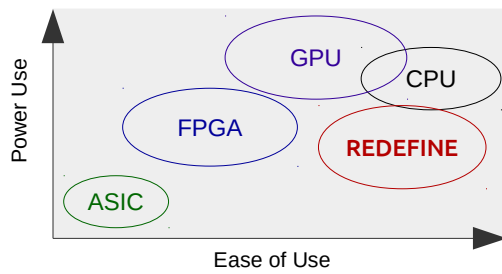 GPU
CPU
Power Use
FPGA
REDEFINE
ASIC
Ease of Use